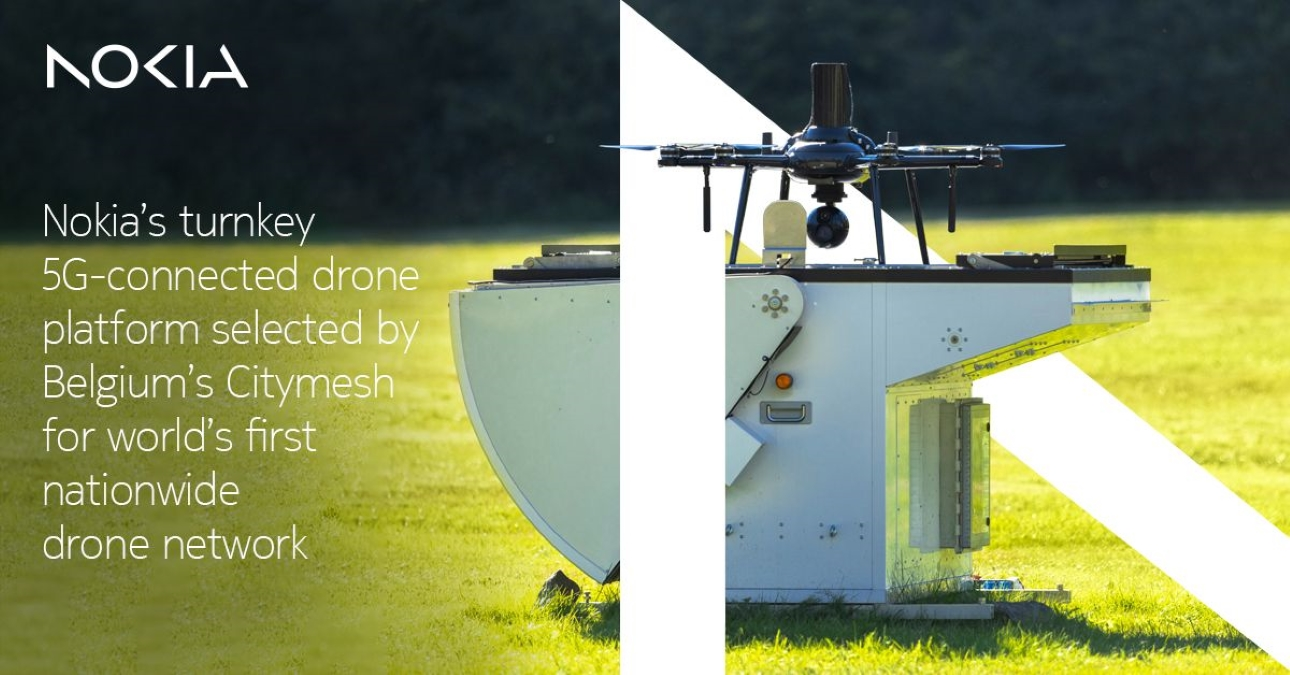 NOKIA
Nokia's turnkey
5G-connected drone
platform selected by
Belgium's Citymesh
for world's first
nationwide
drone network